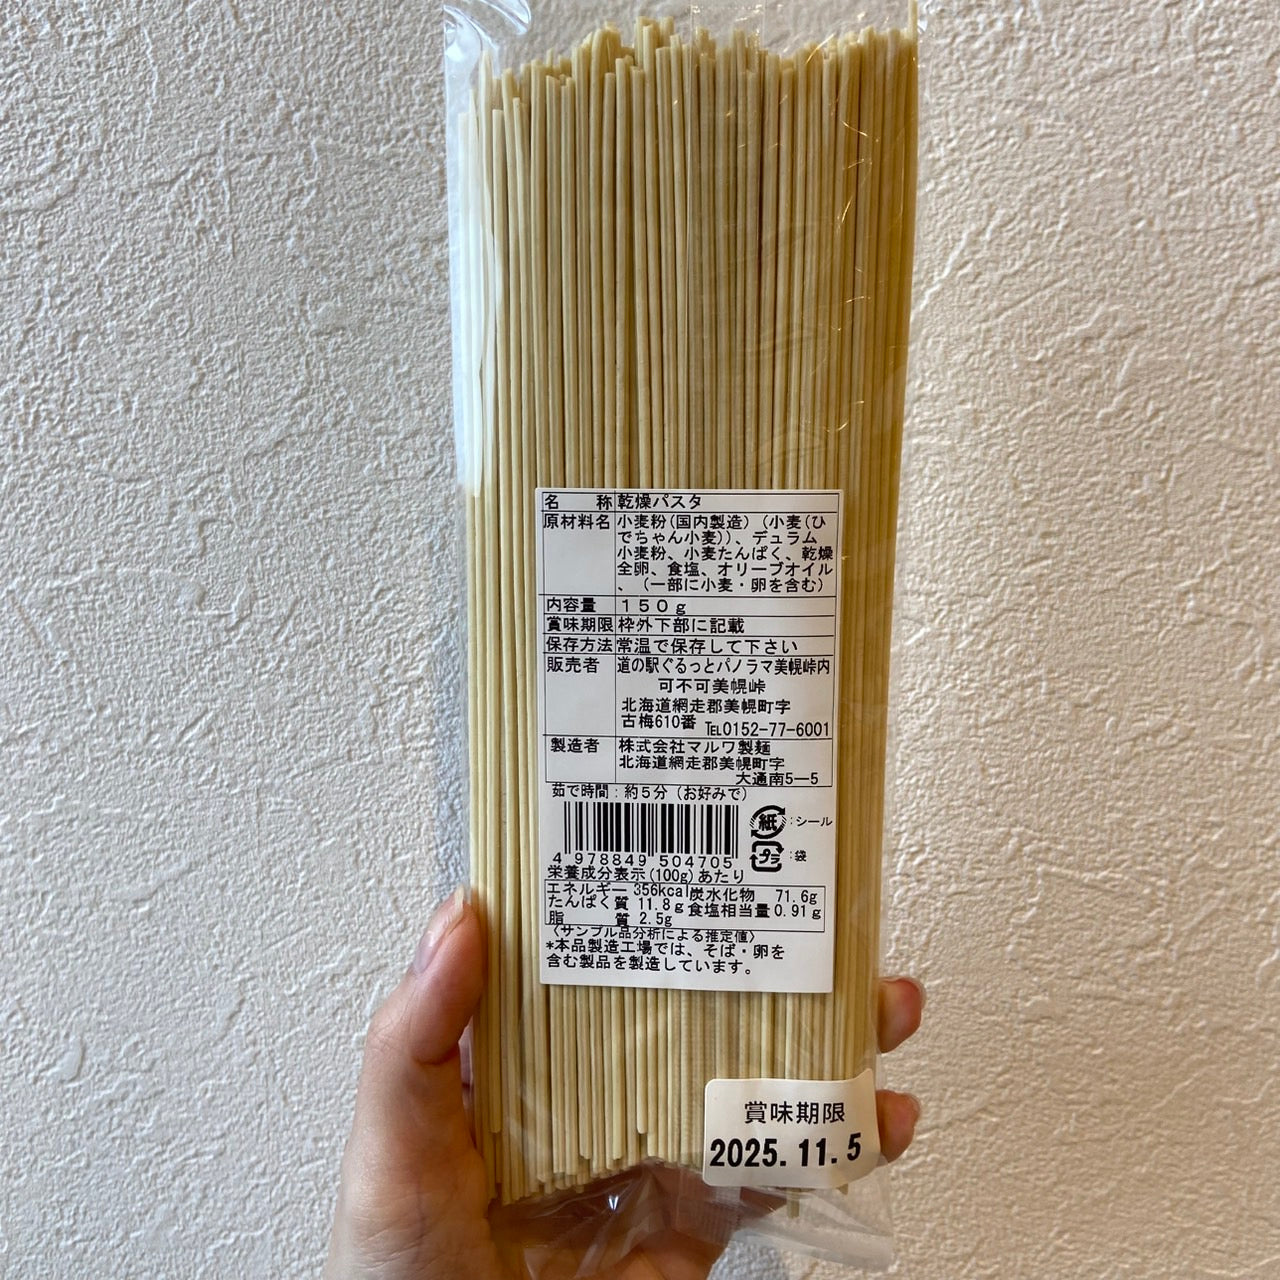 名 称 乾燥パスタ
原材料名 小麦粉(国内製造)(小麦(ひ
でちゃん小麦))、デュラム
小麦粉、小麦たんぱく、乾燥
全卵、食塩、オリーブオイル
、(一部に小麦・卵を含む)
内容量 150g
賞味期限 枠外下部に記載
保存方法 常温で保存して下さい
販売者 道の駅ぐるっとパノラマ美幌峠内
可不可美幌峠
北海道網走郡美幌町字
古梅610番 TEL0152-77-6001
製造者 株式会社マルワ製麺
北海道網走郡美幌町字
大通南5—5
茹で時間:約5分(お好みで)
紙:シール
プラ:袋
4 978849 504705
栄養成分表示(100g)あたり
エネルギー 356kcal 炭水化物 71.6g
たんぱく質 11.8g 食塩相当量 0.91g
脂 質 2.5g
〈サンプル品分析による推定値〉
*本品製造工場では、そば・卵を
含む製品を製造しています。
賞味期限
2025.11.5